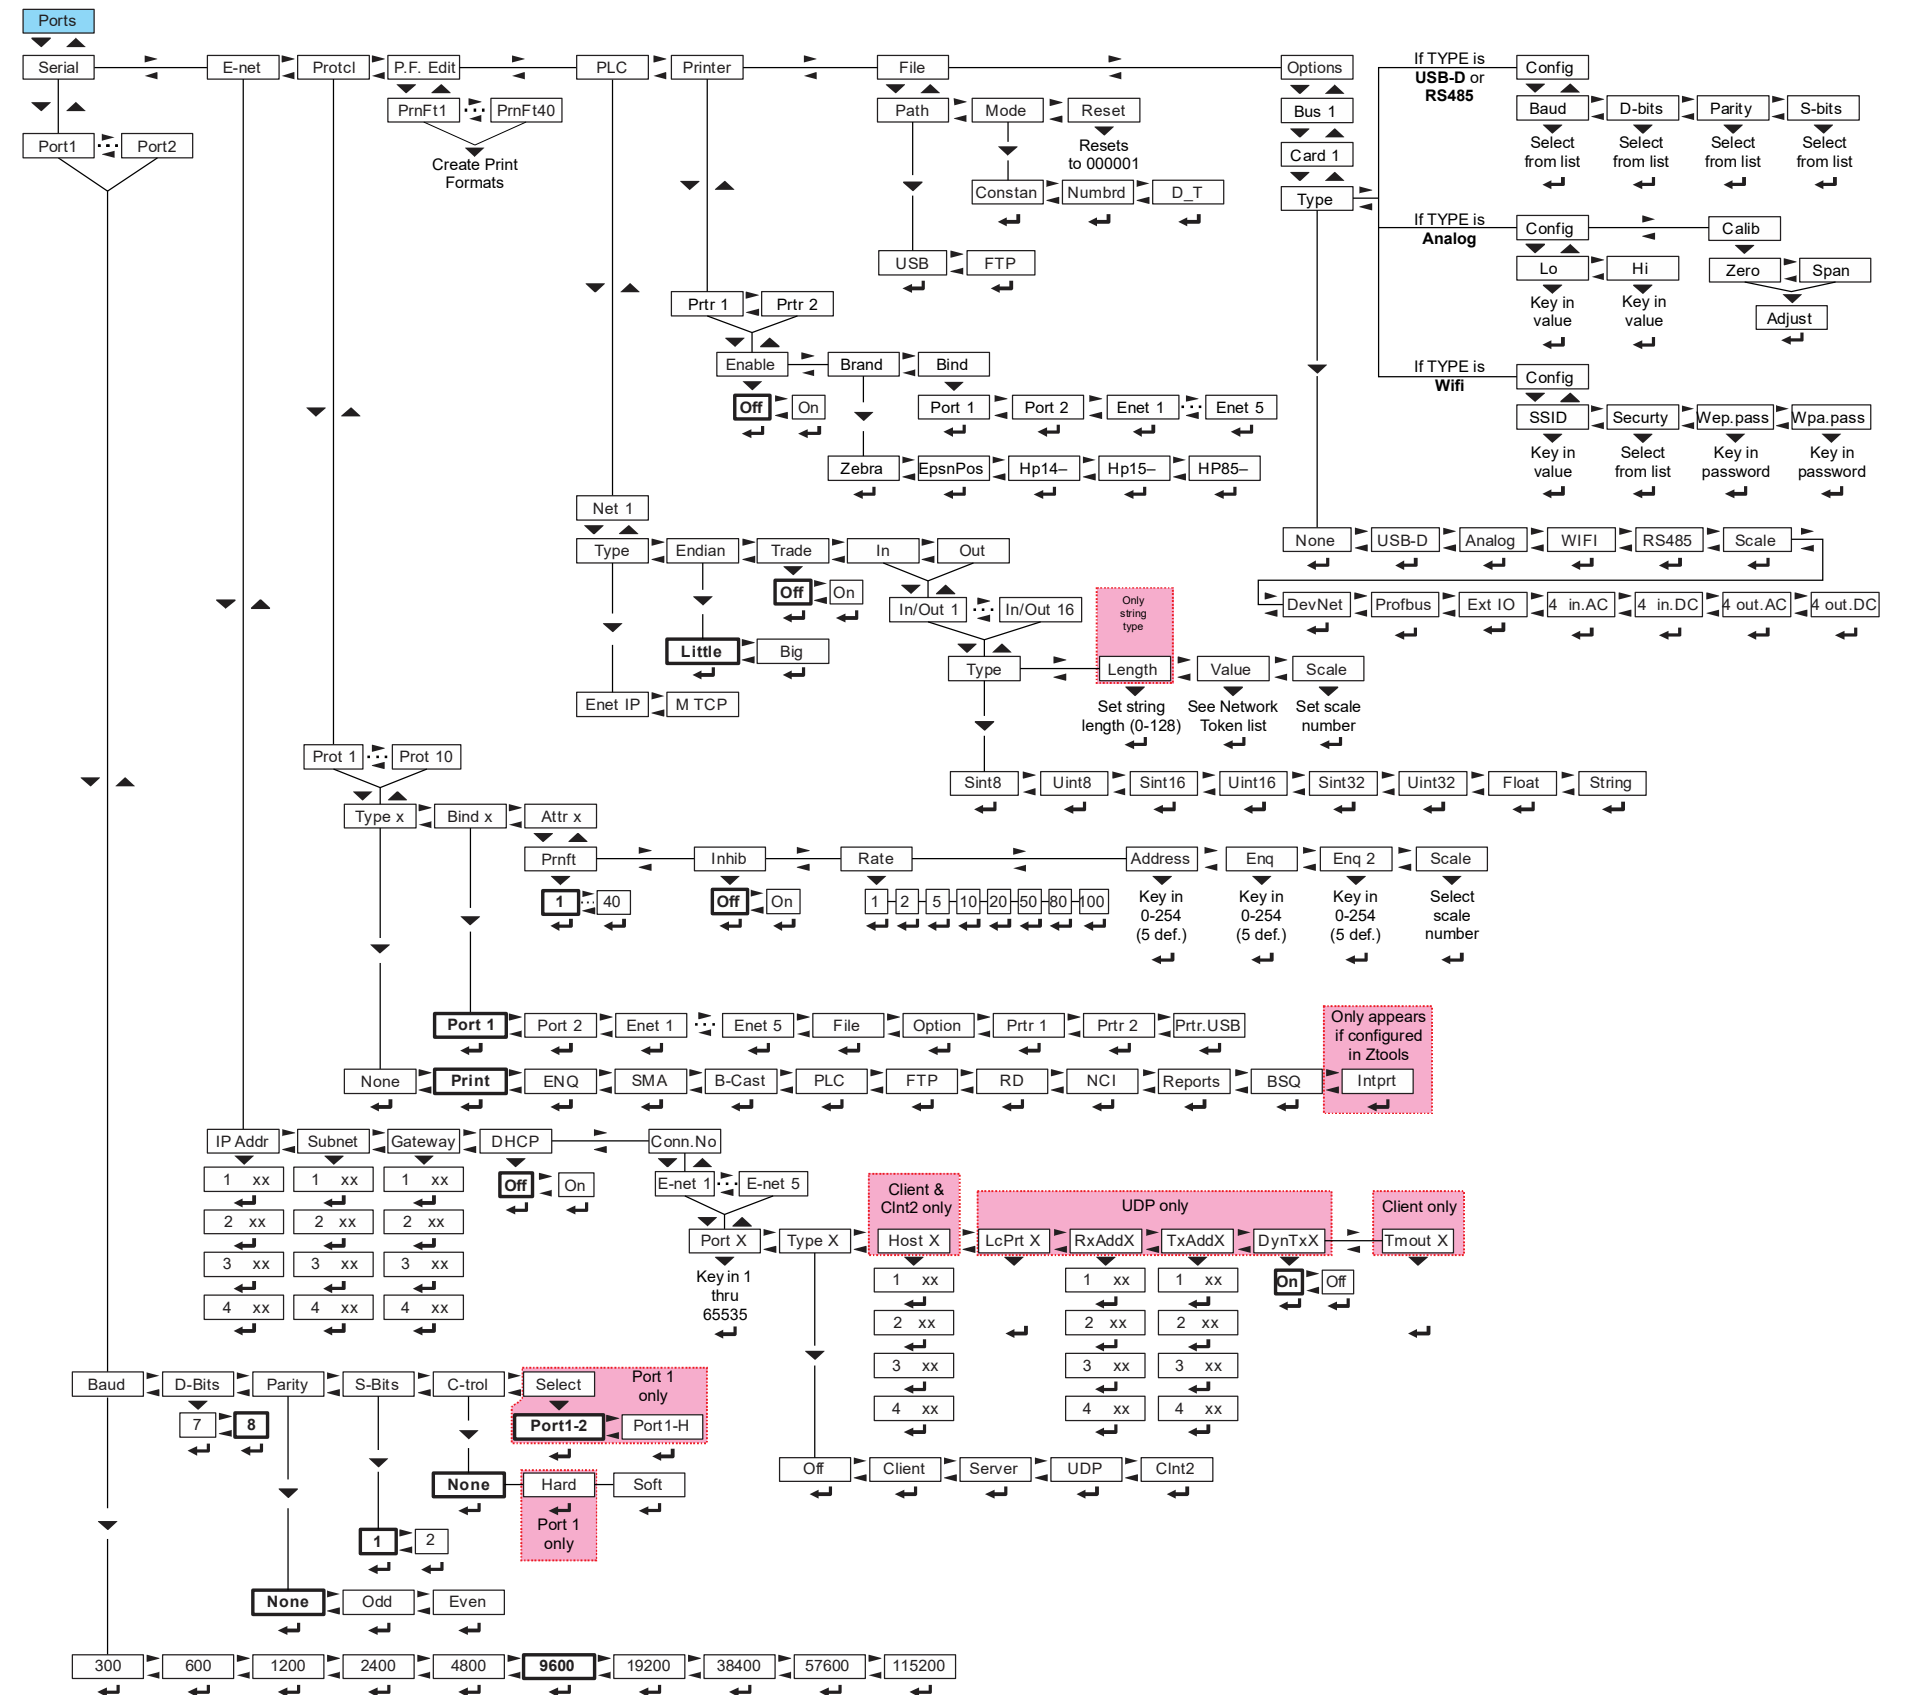 Ports
Serial
E-net
Protcl
P.F. Edit
PLC
Printer
File
Options
If TYPE is
USB-D or
RS485
Config
Port1
Port2
PrnFt1
PrnFt40
Create Print
Formats
Path
Mode
Reset
Resets
to 000001
Constan
Numbrd
D_T
USB
FTP
Bus 1
Card 1
Type
Baud
D-bits
Parity
S-bits
Select
from list
Select
from list
Select
from list
Select
from list
If TYPE is
Analog
Config
Calib
Lo
Hi
Zero
Span
Key in
value
Key in
value
Adjust
If TYPE is
Wifi
Config
SSID
Securty
Wep.pass
Wpa.pass
Key in
value
Select
from list
Key in
password
Key in
password
Prtr 1
Prtr 2
Enable
Brand
Bind
Off
On
Port 1
Port 2
Enet 1
Enet 5
Zebra
EpsnPos
Hp14–
Hp15–
HP85–
None
USB-D
Analog
WIFI
RS485
Scale
DevNet
Profbus
Ext IO
4 in.AC
4 in.DC
4 out.AC
4 out.DC
Net 1
Type
Endian
Trade
In
Out
Off
On
In/Out 1
In/Out 16
Only
string
type
Little
Big
Type
Length
Value
Scale
Enet IP
M TCP
Set string
length (0-128)
See Network
Token list
Set scale
number
Sint8
Uint8
Sint16
Uint16
Sint32
Uint32
Float
String
Prot 1
Prot 10
Type x
Bind x
Attr x
Prnft
Inhib
Rate
Address
Enq
Enq 2
Scale
1
40
Off
On
1
2
5
10
20
50
80
100
Key in
0-254
(5 def.)
Key in
0-254
(5 def.)
Key in
0-254
(5 def.)
Select
scale
number
Port 1
Port 2
Enet 1
Enet 5
File
Option
Prtr 1
Prtr 2
Prtr.USB
Only appears
if configured
in Ztools
None
Print
ENQ
SMA
B-Cast
PLC
FTP
RD
NCI
Reports
BSQ
Intprt
IP Addr
Subnet
Gateway
DHCP
Conn.No
1 xx
1 xx
1 xx
2 xx
2 xx
2 xx
3 xx
3 xx
3 xx
4 xx
4 xx
4 xx
Off
On
E-net 1
E-net 5
Client &
Clnt2 only
UDP only
Client only
Port X
Type X
Host X
LcPrt X
RxAddX
TxAddX
DynTxX
Tmout X
Key in 1
thru
65535
1 xx
1 xx
1 xx
2 xx
2 xx
2 xx
3 xx
3 xx
3 xx
4 xx
4 xx
4 xx
On
Off
Off
Client
Server
UDP
Clnt2
Baud
D-Bits
Parity
S-Bits
C-trol
Select
Port 1
only
7
8
Port1-2
Port1-H
None
Hard
Soft
Port 1
only
1
2
None
Odd
Even
300
600
1200
2400
4800
9600
19200
38400
57600
115200